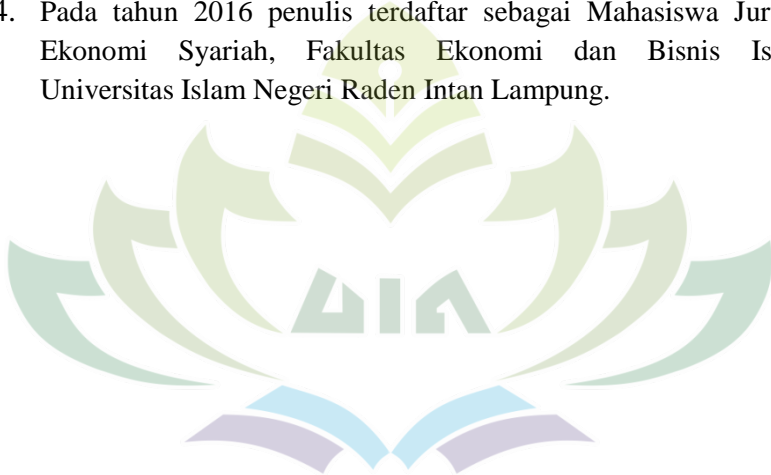 4. Pada tahun 2016 penulis terdaftar sebagai Mahasiswa Jur
Ekonomi Syariah, Fakultas Ekonomi dan Bisnis Is
Universitas Islam Negeri Raden Intan Lampung.
UIN